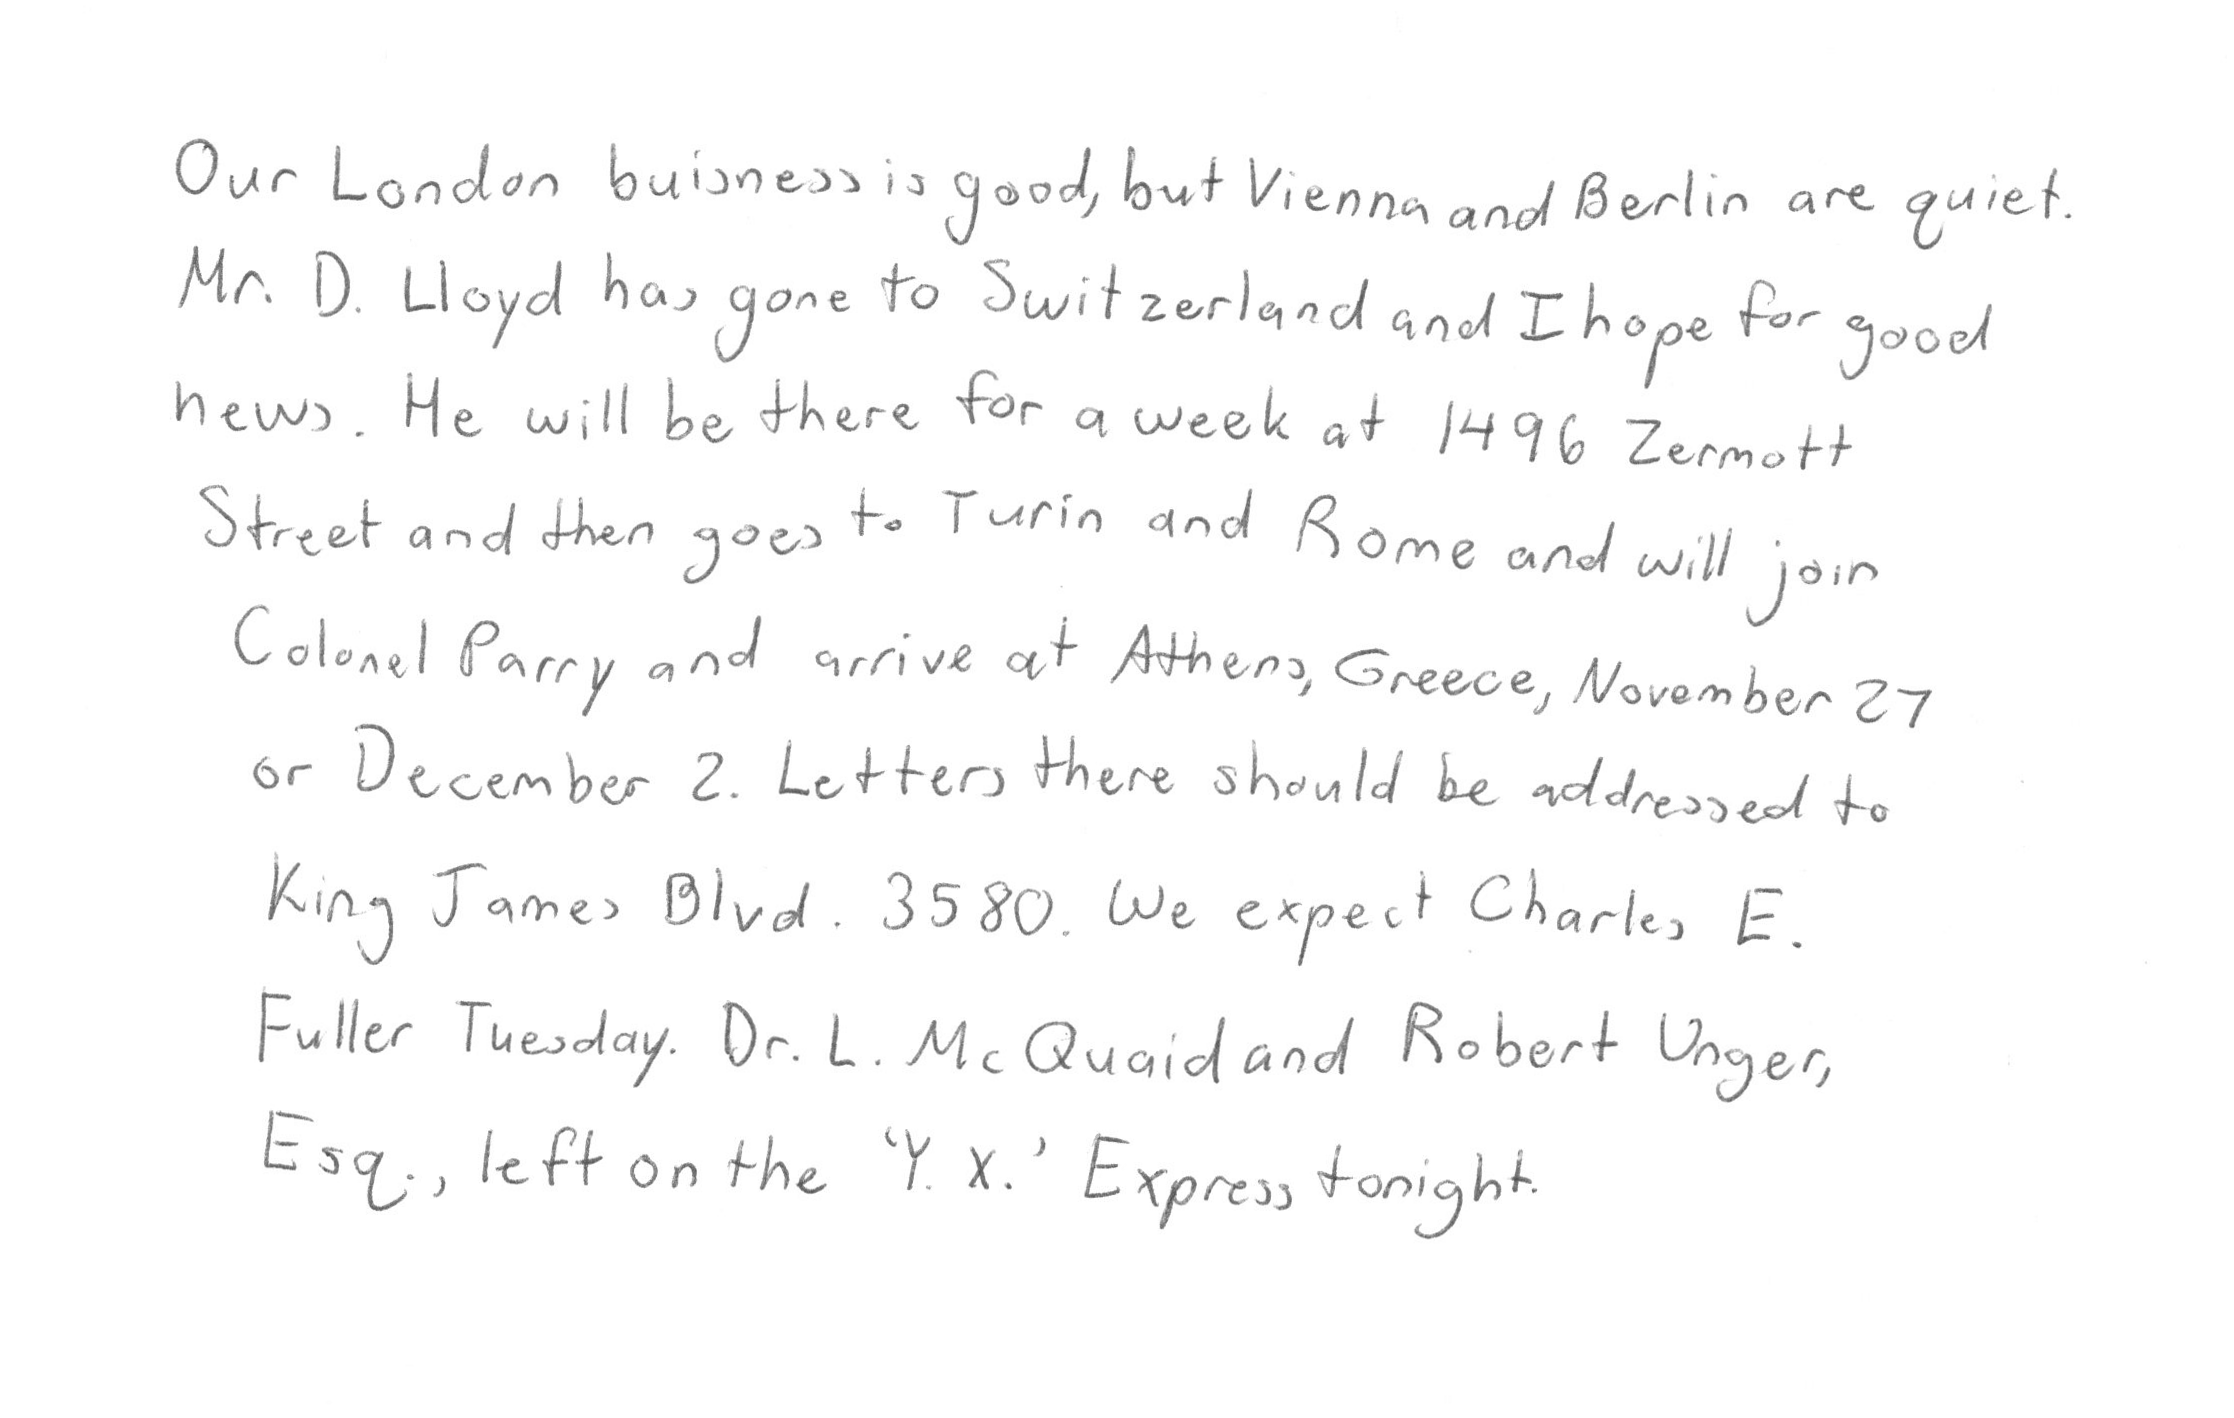 Our London buisness is good, but Vienna and Berlin are quiet.
Mr. D. Lloyd has gone to Switzerland and I hope for good
news. He will be there for a week at 1496 Zermott
Street and then goes to Turin and Rome and will join
Colonel Parry and arrive at Athens, Greece, November 27
or December 2. Letters there should be addressed to
King James Blvd. 3580. We expect Charles E.
Fuller Tuesday. Dr. L. McQuaid and Robert Unger,
Esq., left on the 'Y. X.' Express tonight.